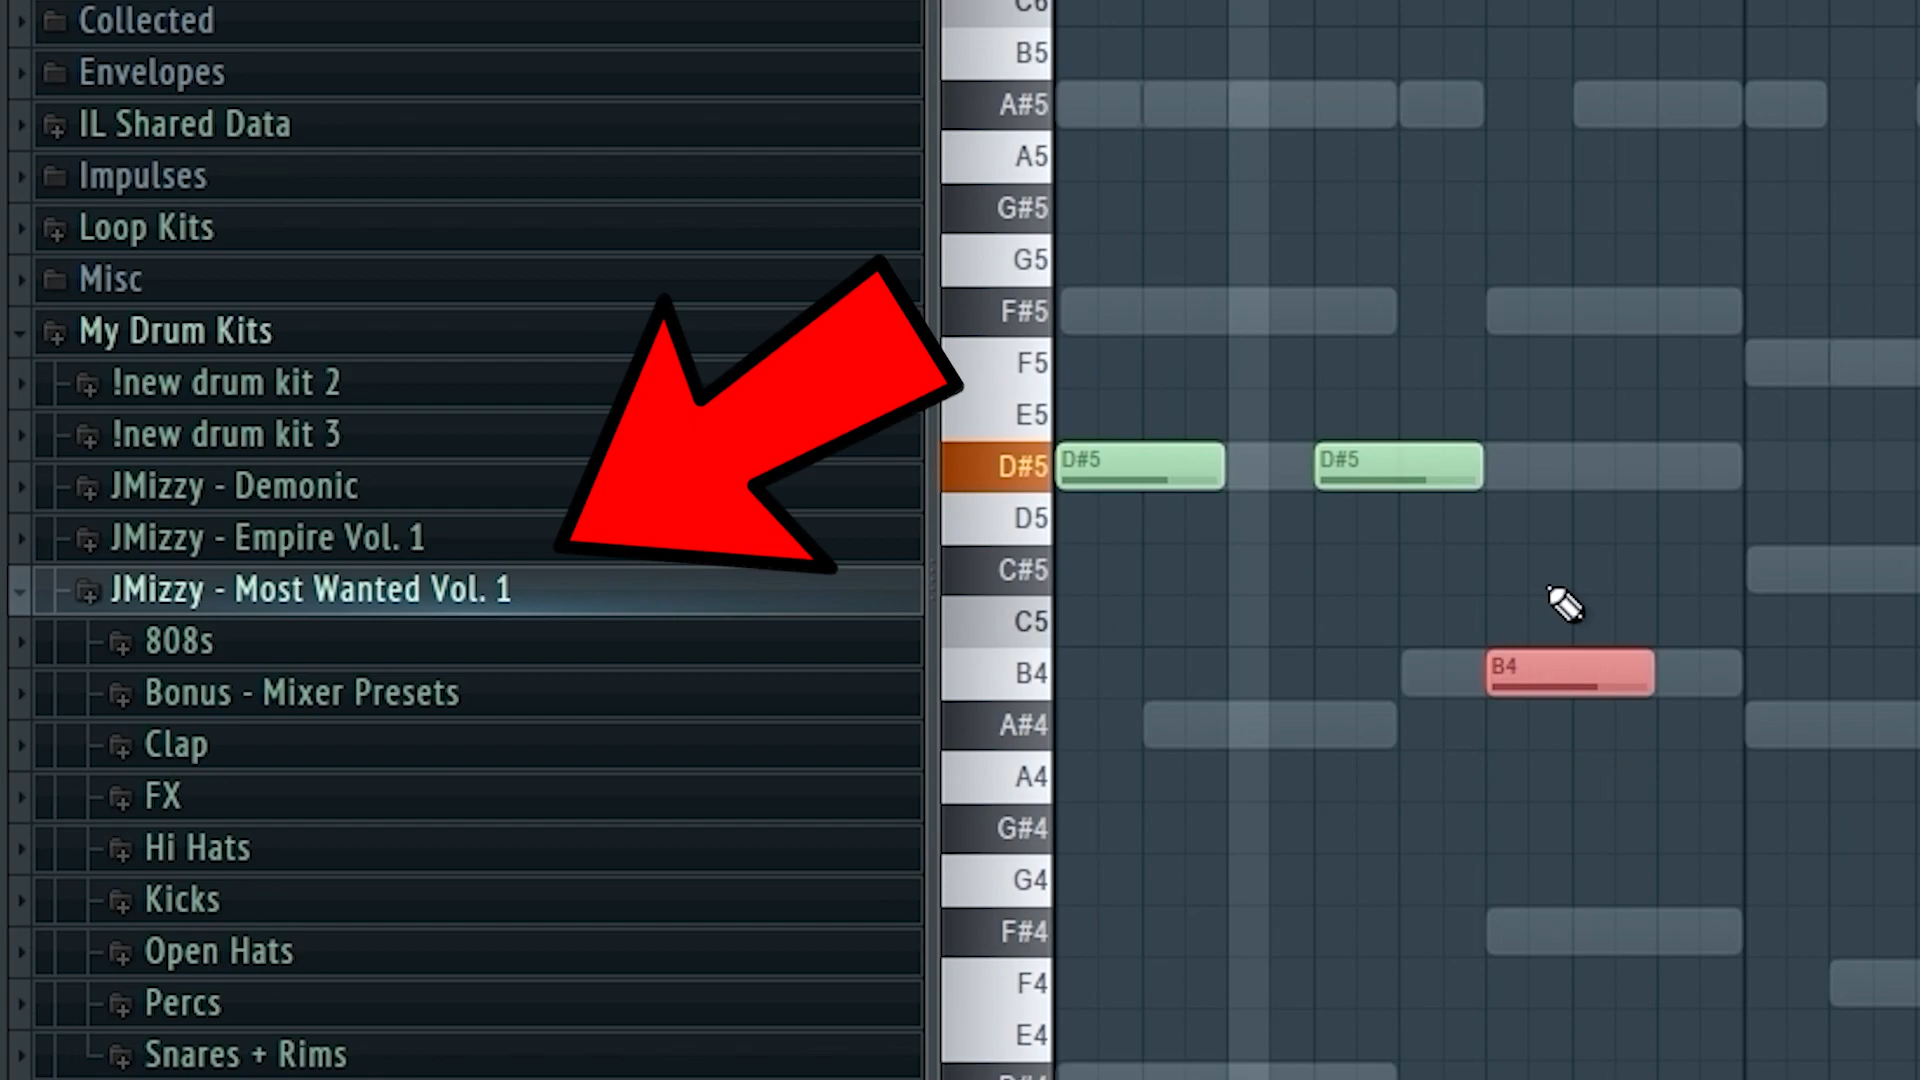 Collected
Envelopes
IL Shared Data
Impulses
Loop Kits
Misc
My Drum Kits
!new drum kit 2
!new drum kit 3
JMizzy - Demonic
JMizzy - Empire Vol. 1
JMizzy - Most Wanted Vol. 1
808s
Bonus - Mixer Presets
Clap
FX
Hi Hats
Kicks
Open Hats
Percs
Snares + Rims
C6
B5
A#5
A5
G#5
G5
F#5
F5
E5
D#5 D#5 D#5
D5
C#5
C5
B4 B4
A#4
A4
G#4
G4
F#4
F4
E4
D#4